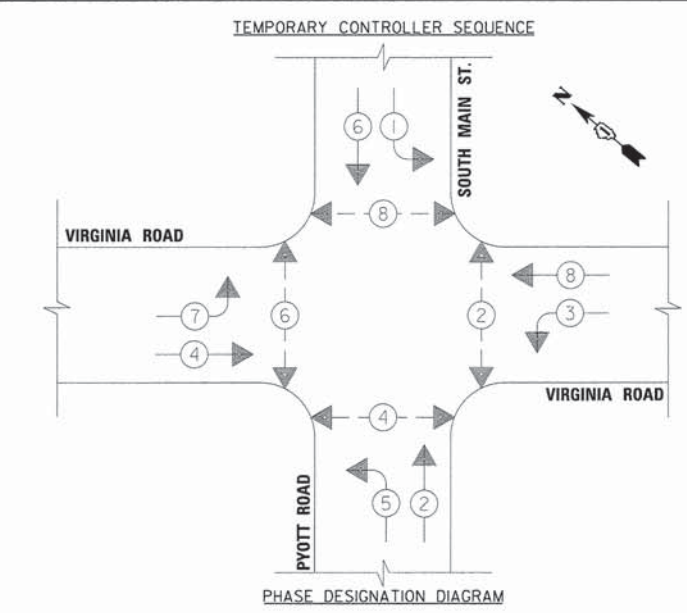 TEMPORARY CONTROLLER SEQUENCE
SOUTH MAIN ST.
N
6
1
8
VIRGINIA ROAD
7
4
6
2
8
3
VIRGINIA ROAD
4
PYOTT ROAD
5
2
PHASE DESIGNATION DIAGRAM